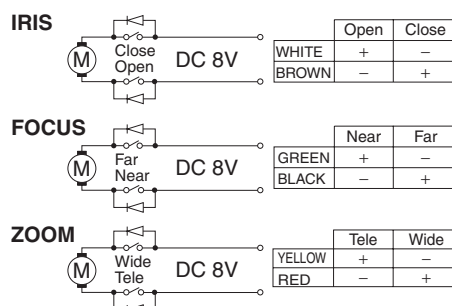 IRIS
Open Close
M Close DC 8V WHITE + −
Open BROWN − +
FOCUS
Near Far
M Far DC 8V GREEN + −
Near BLACK − +
ZOOM
Tele Wide
M Wide DC 8V YELLOW + −
Tele RED − +